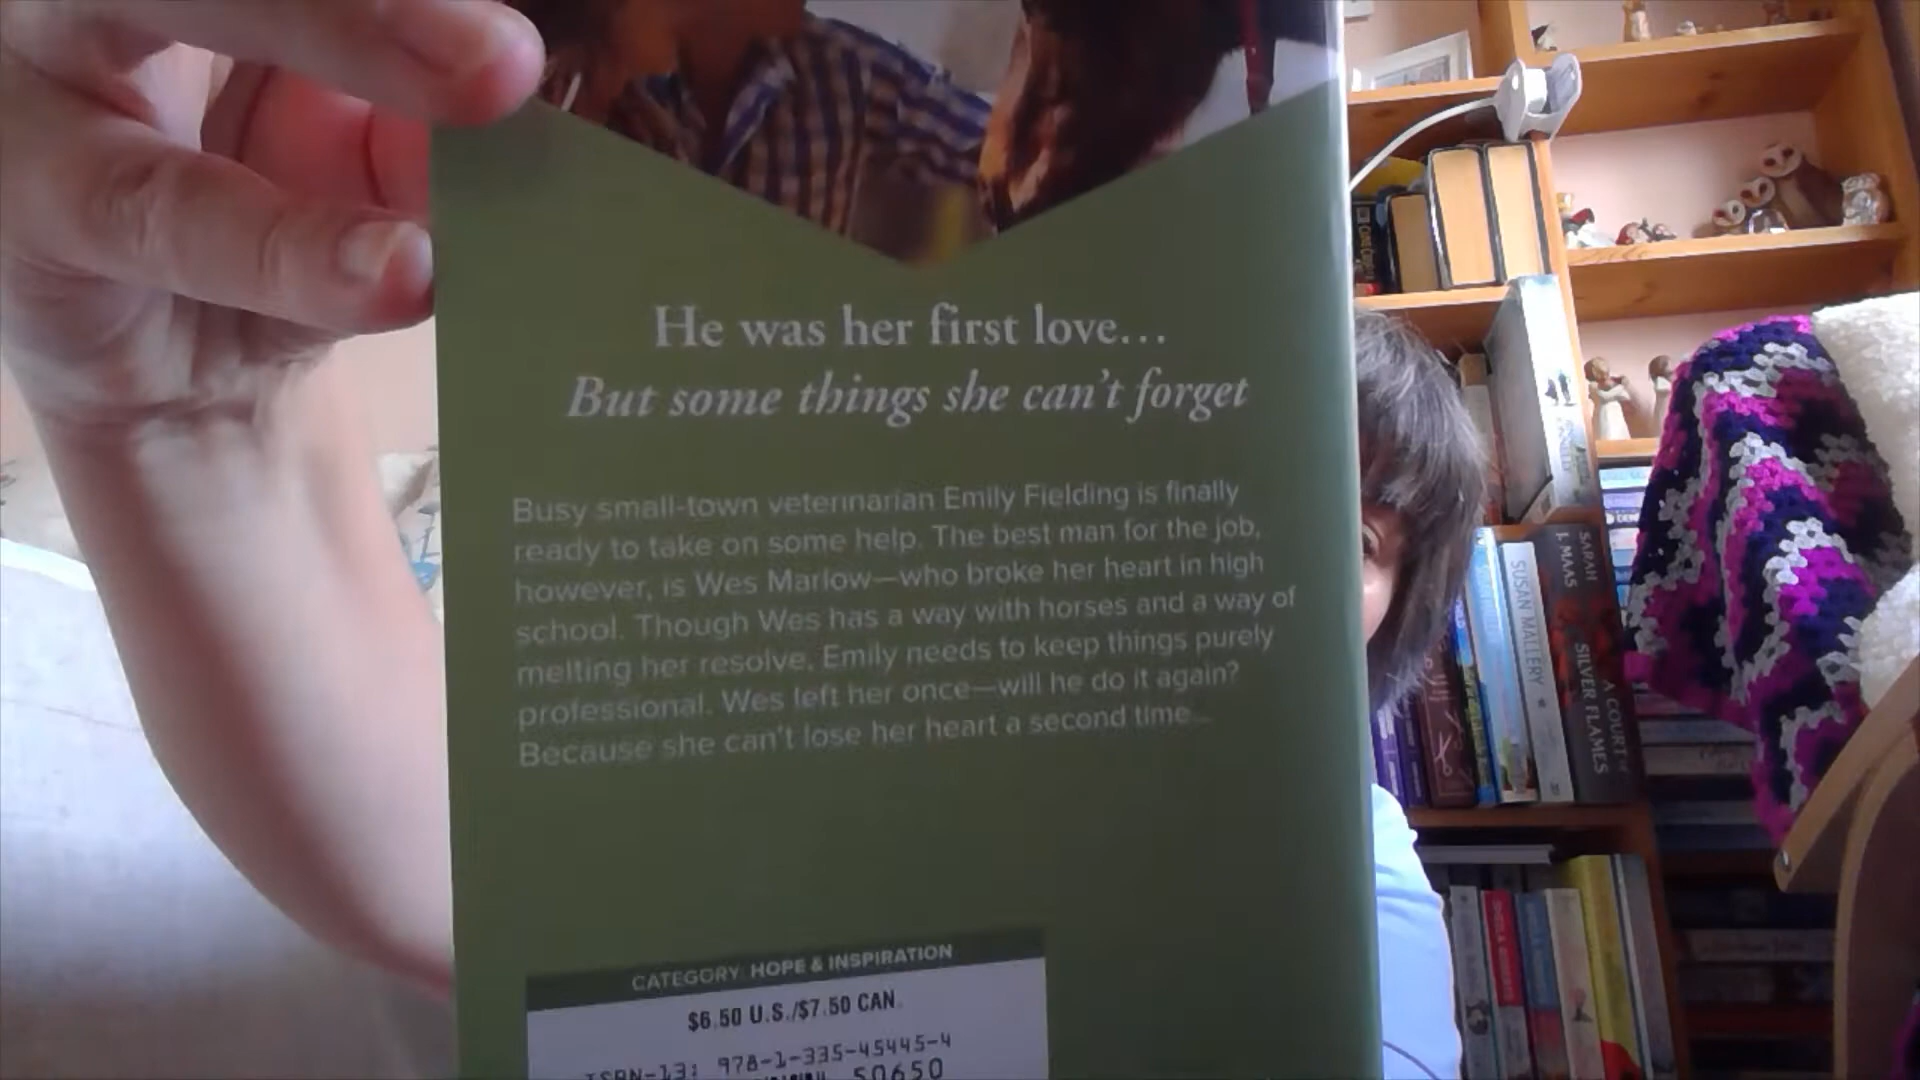 He was her first love...
But some things she can't forget
Busy small-town veterinarian Emily Fielding is finally
ready to take on some help. The best man for the job,
however, is Wes Marlow—who broke her heart in high
school. Though Wes has a way with horses and a way of
melting her resolve, Emily needs to keep things purely
professional. Wes left her once—will he do it again?
Because she can't lose her heart a second time...
CATEGORY HOPE & INSPIRATION
$6.50 U.S./$7.50 CAN.
ISBN-13: 978-1-335-45445-4
50650
SUSAN MALLERY
SARAH
J. MAAS
A COURT OF
SILVER FLAMES